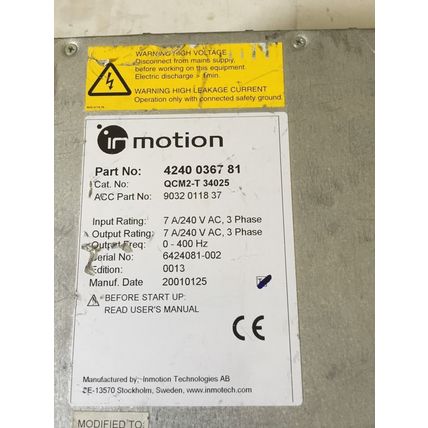 WARNING HIGH VOLTAGE
Disconnect from mains supply,
before working on this equipment.
Electric discharge > 1min.
WARNING HIGH LEAKAGE CURRENT
Operation only with connected safety ground.
in motion
Part No: 4240 0367 81
Cat. No: QCM2-T 34025
ACC Part No: 9032 0118 37
Input Rating: 7 A/240 V AC, 3 Phase
Output Rating: 7 A/240 V AC, 3 Phase
Output Freq: 0 - 400 Hz
Serial No: 6424081-002
Edition: 0013
Manuf. Date 20010125
BEFORE START UP:
READ USER'S MANUAL
CE
Manufactured by: Inmotion Technologies AB
SE-13570 Stockholm, Sweden, www.inmotech.com
MODIFIED TO: